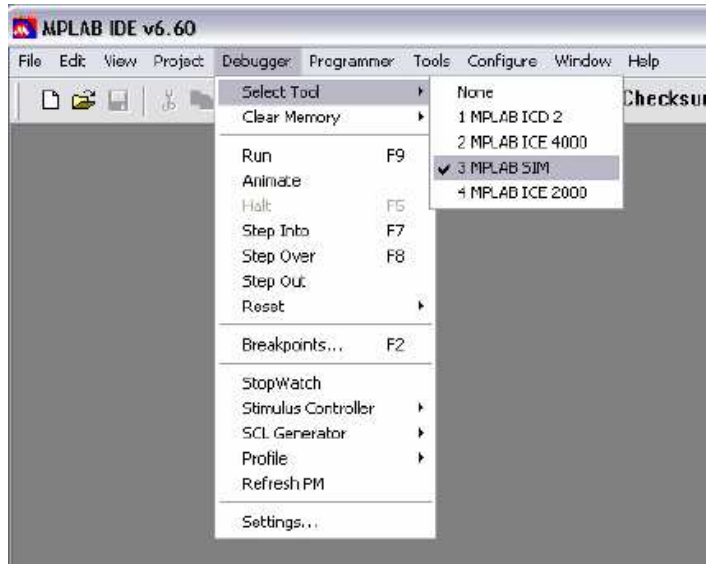 MPLAB IDE v6.60
File Edit View Project Debugger Programmer Tools Configure Window Help
Checksu
Select Tool
Clear Memory
Run F9
Animate
Halt F5
Step Into F7
Step Over F8
Step Out
Reset
Breakpoints... F2
StopWatch
Stimulus Controller
SCL Generator
Profile
Refresh PM
Settings...
None
1 MPLAB ICD 2
2 MPLAB ICE 4000
3 MPLAB SIM
4 MPLAB ICE 2000